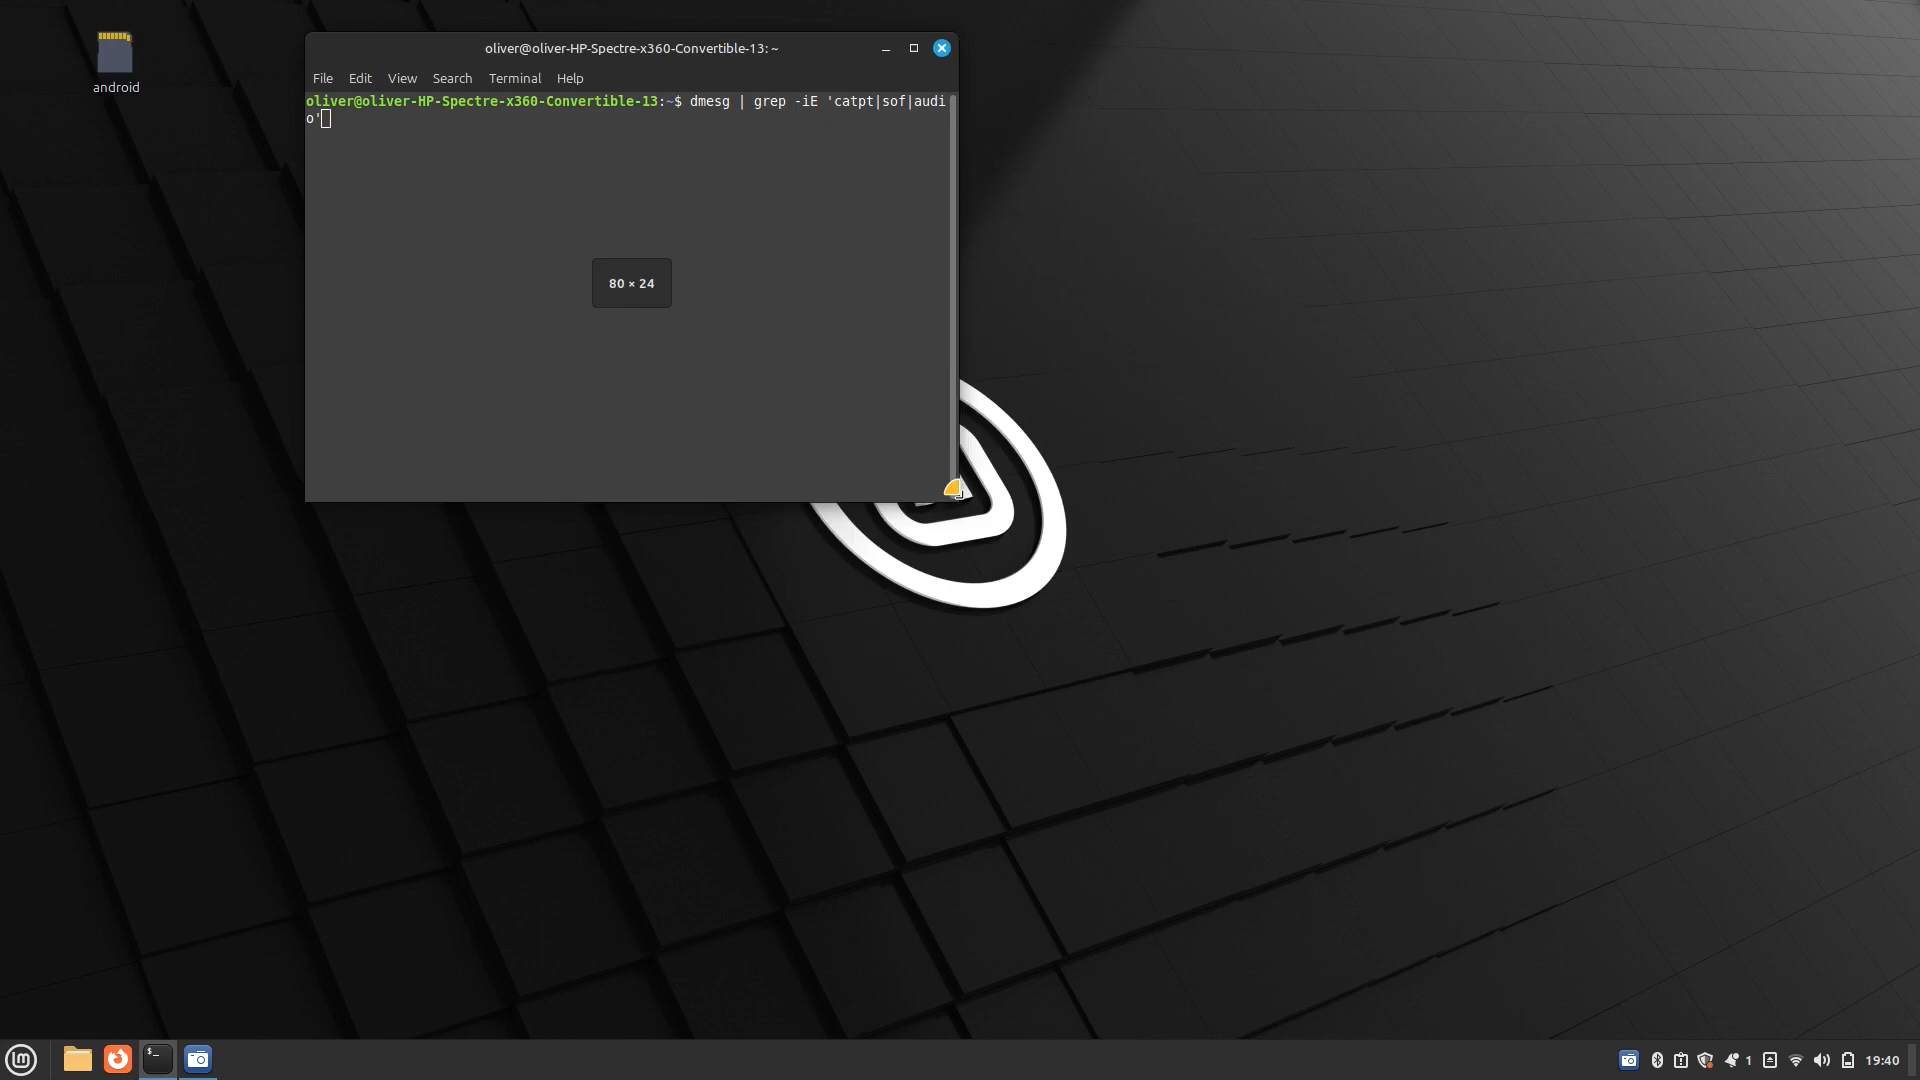 android
oliver@oliver-HP-Spectre-x360-Convertible-13: ~
File Edit View Search Terminal Help
oliver@oliver-HP-Spectre-x360-Convertible-13:~$ dmesg | grep -iE 'catpt|sof|audi
o'
80 × 24
$_
lm
1
19:40